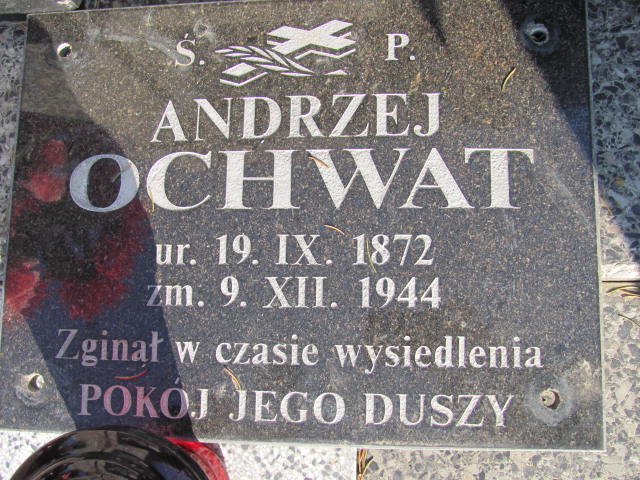 Ś. P.
ANDRZEJ
OCHWAT
ur. 19. IX. 1872
zm. 9. XII. 1944
Zginął w czasie wysiedlenia
POKÓJ JEGO DUSZY